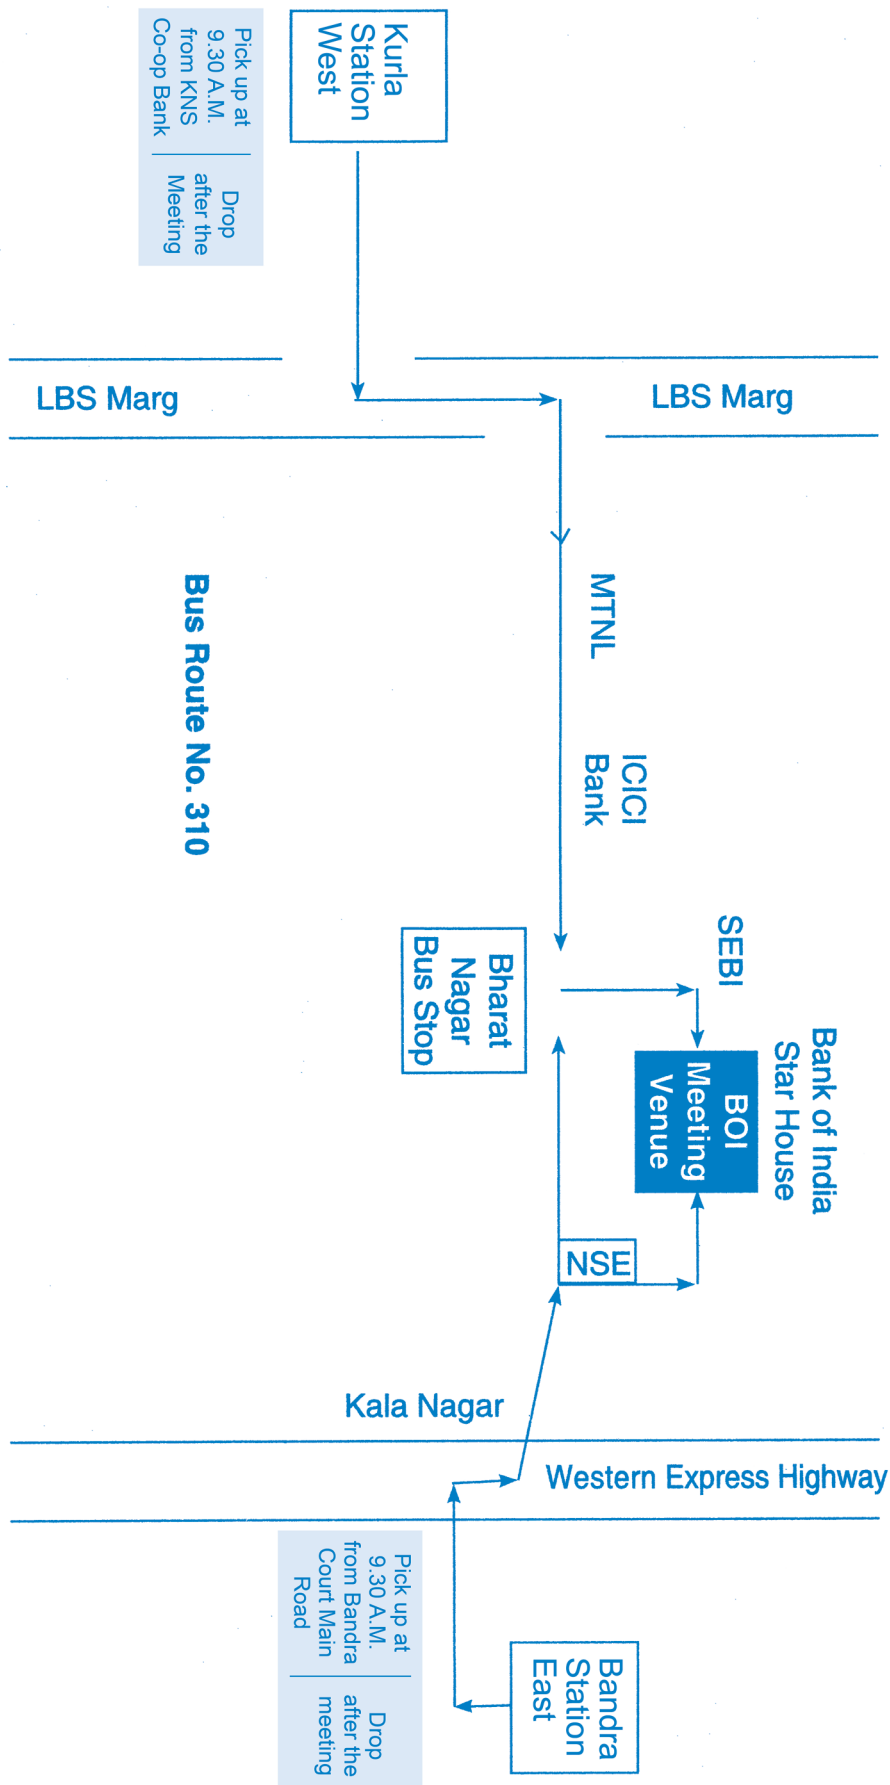 Kurla
Station
West
Pick up at
9.30 A.M.
from KNS
Co-op Bank
Drop
after the
Meeting
LBS Marg
LBS Marg
MTNL
ICICI
Bank
Bus Route No. 310
SEBI
Bharat
Nagar
Bus Stop
Bank of India
Star House
BOI
Meeting
Venue
NSE
Kala Nagar
Western Express Highway
Pick up at
9.30 A.M.
from Bandra
Court Main
Road
Drop
after the
meeting
Bandra
Station
East